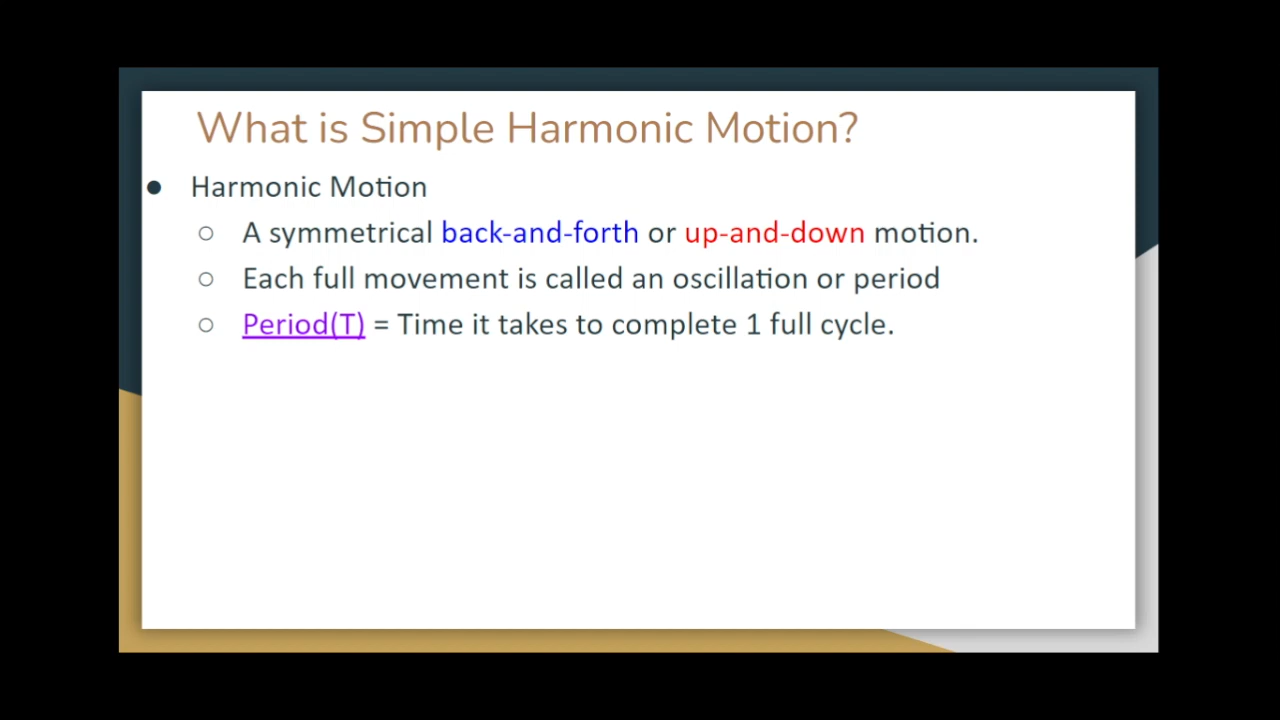 What is Simple Harmonic Motion?
● Harmonic Motion
○ A symmetrical back-and-forth or up-and-down motion.
○ Each full movement is called an oscillation or period
○ Period(T) = Time it takes to complete 1 full cycle.